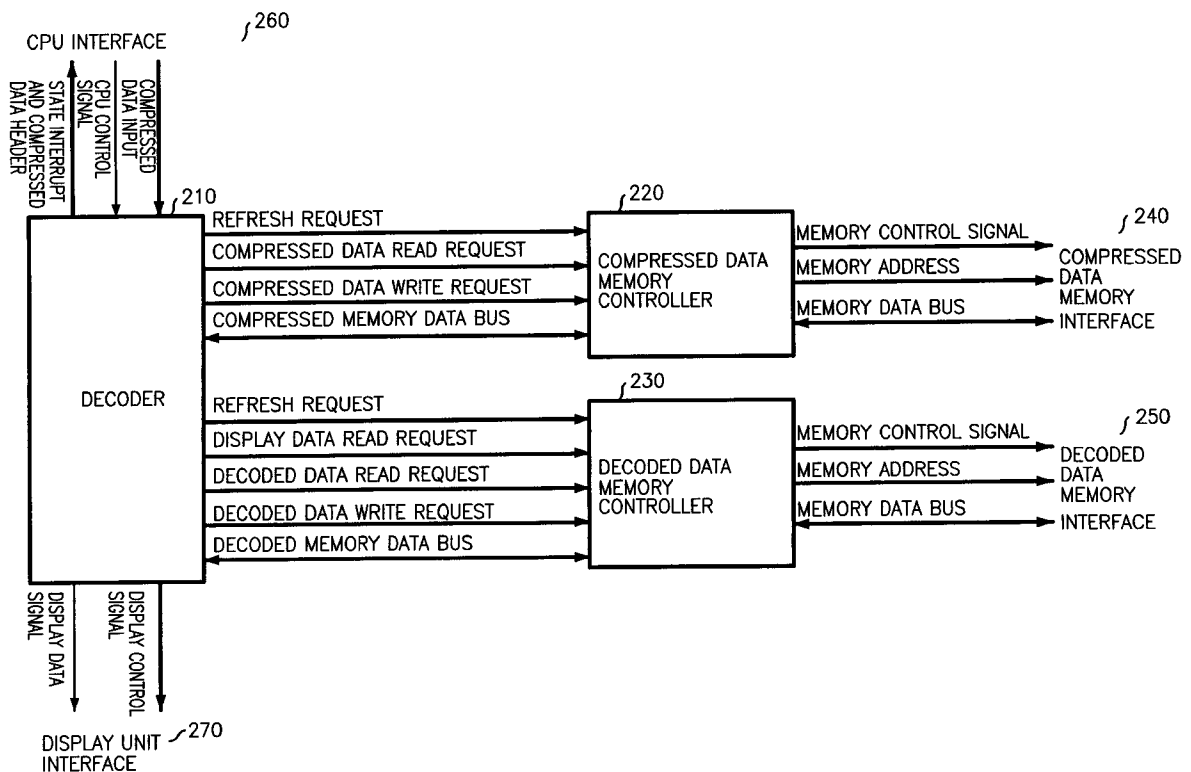 260
CPU INTERFACE
STATE INTERRUPT
AND COMPRESSED
DATA HEADER
CPU CONTROL
SIGNAL
COMPRESSED
DATA INPUT
210
DECODER
REFRESH REQUEST
COMPRESSED DATA READ REQUEST
COMPRESSED DATA WRITE REQUEST
COMPRESSED MEMORY DATA BUS
220
COMPRESSED DATA
MEMORY
CONTROLLER
MEMORY CONTROL SIGNAL
MEMORY ADDRESS
MEMORY DATA BUS
240
COMPRESSED
DATA
MEMORY
INTERFACE
REFRESH REQUEST
DISPLAY DATA READ REQUEST
DECODED DATA READ REQUEST
DECODED DATA WRITE REQUEST
DECODED MEMORY DATA BUS
230
DECODED DATA
MEMORY
CONTROLLER
MEMORY CONTROL SIGNAL
MEMORY ADDRESS
MEMORY DATA BUS
250
DECODED
DATA
MEMORY
INTERFACE
DISPLAY DATA
SIGNAL
DISPLAY CONTROL
SIGNAL
270
DISPLAY UNIT
INTERFACE